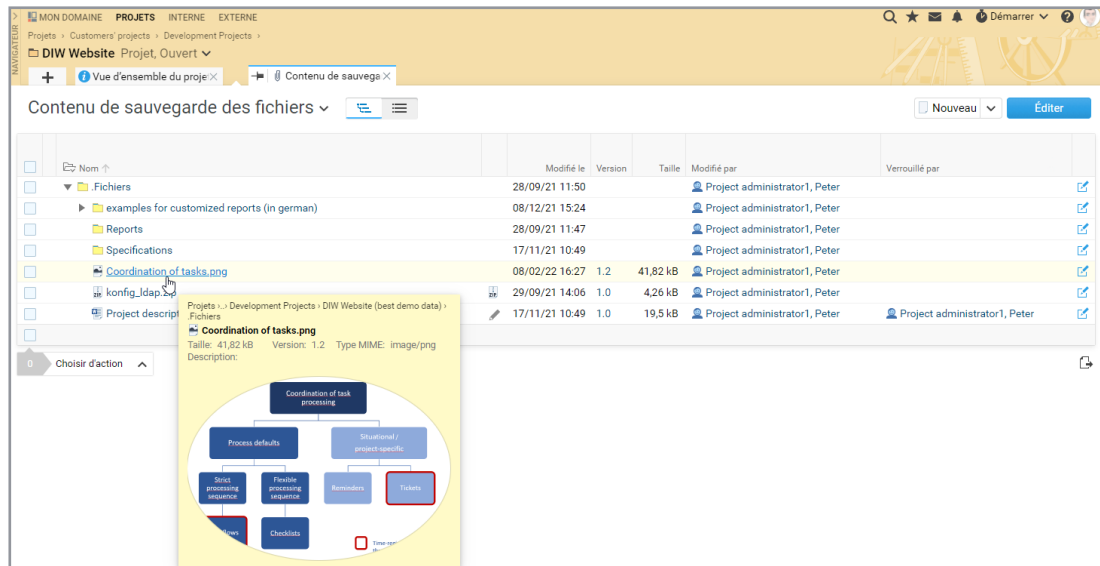 NAVIGATEUR
MON DOMAINE PROJETS INTERNE EXTERNE
Démarrer
Projets › Customers' projects › Development Projects ›
DIW Website Projet, Ouvert
Vue d'ensemble du proje
Contenu de sauvega
Contenu de sauvegarde des fichiers
Nouveau
Éditer
Nom Modifié le Version Taille Modifié par Verrouillé par
.Fichiers 28/09/21 11:50 Project administrator1, Peter
examples for customized reports (in german) 08/12/21 15:24 Project administrator1, Peter
Reports 28/09/21 11:47 Project administrator1, Peter
Specifications 17/11/21 10:49 Project administrator1, Peter
Coordination of tasks.png 08/02/22 16:27 1.2 41,82 kB Project administrator1, Peter
konfig_ldap.zip 29/09/21 14:06 1.0 4,26 kB Project administrator1, Peter
Project descript 17/11/21 10:49 1.0 19,5 kB Project administrator1, Peter Project administrator1, Peter
0 Choisir d'action
Projets ›..› Development Projects › DIW Website (best demo data) ›
.Fichiers
Coordination of tasks.png
Taille: 41,82 kB Version: 1.2 Type MIME: image/png
Description:
Coordination of task
processing
Process defaults
Situational /
project-specific
Strict
processing
sequence
Flexible
processing
sequence
Reminders
Tickets
Checklists